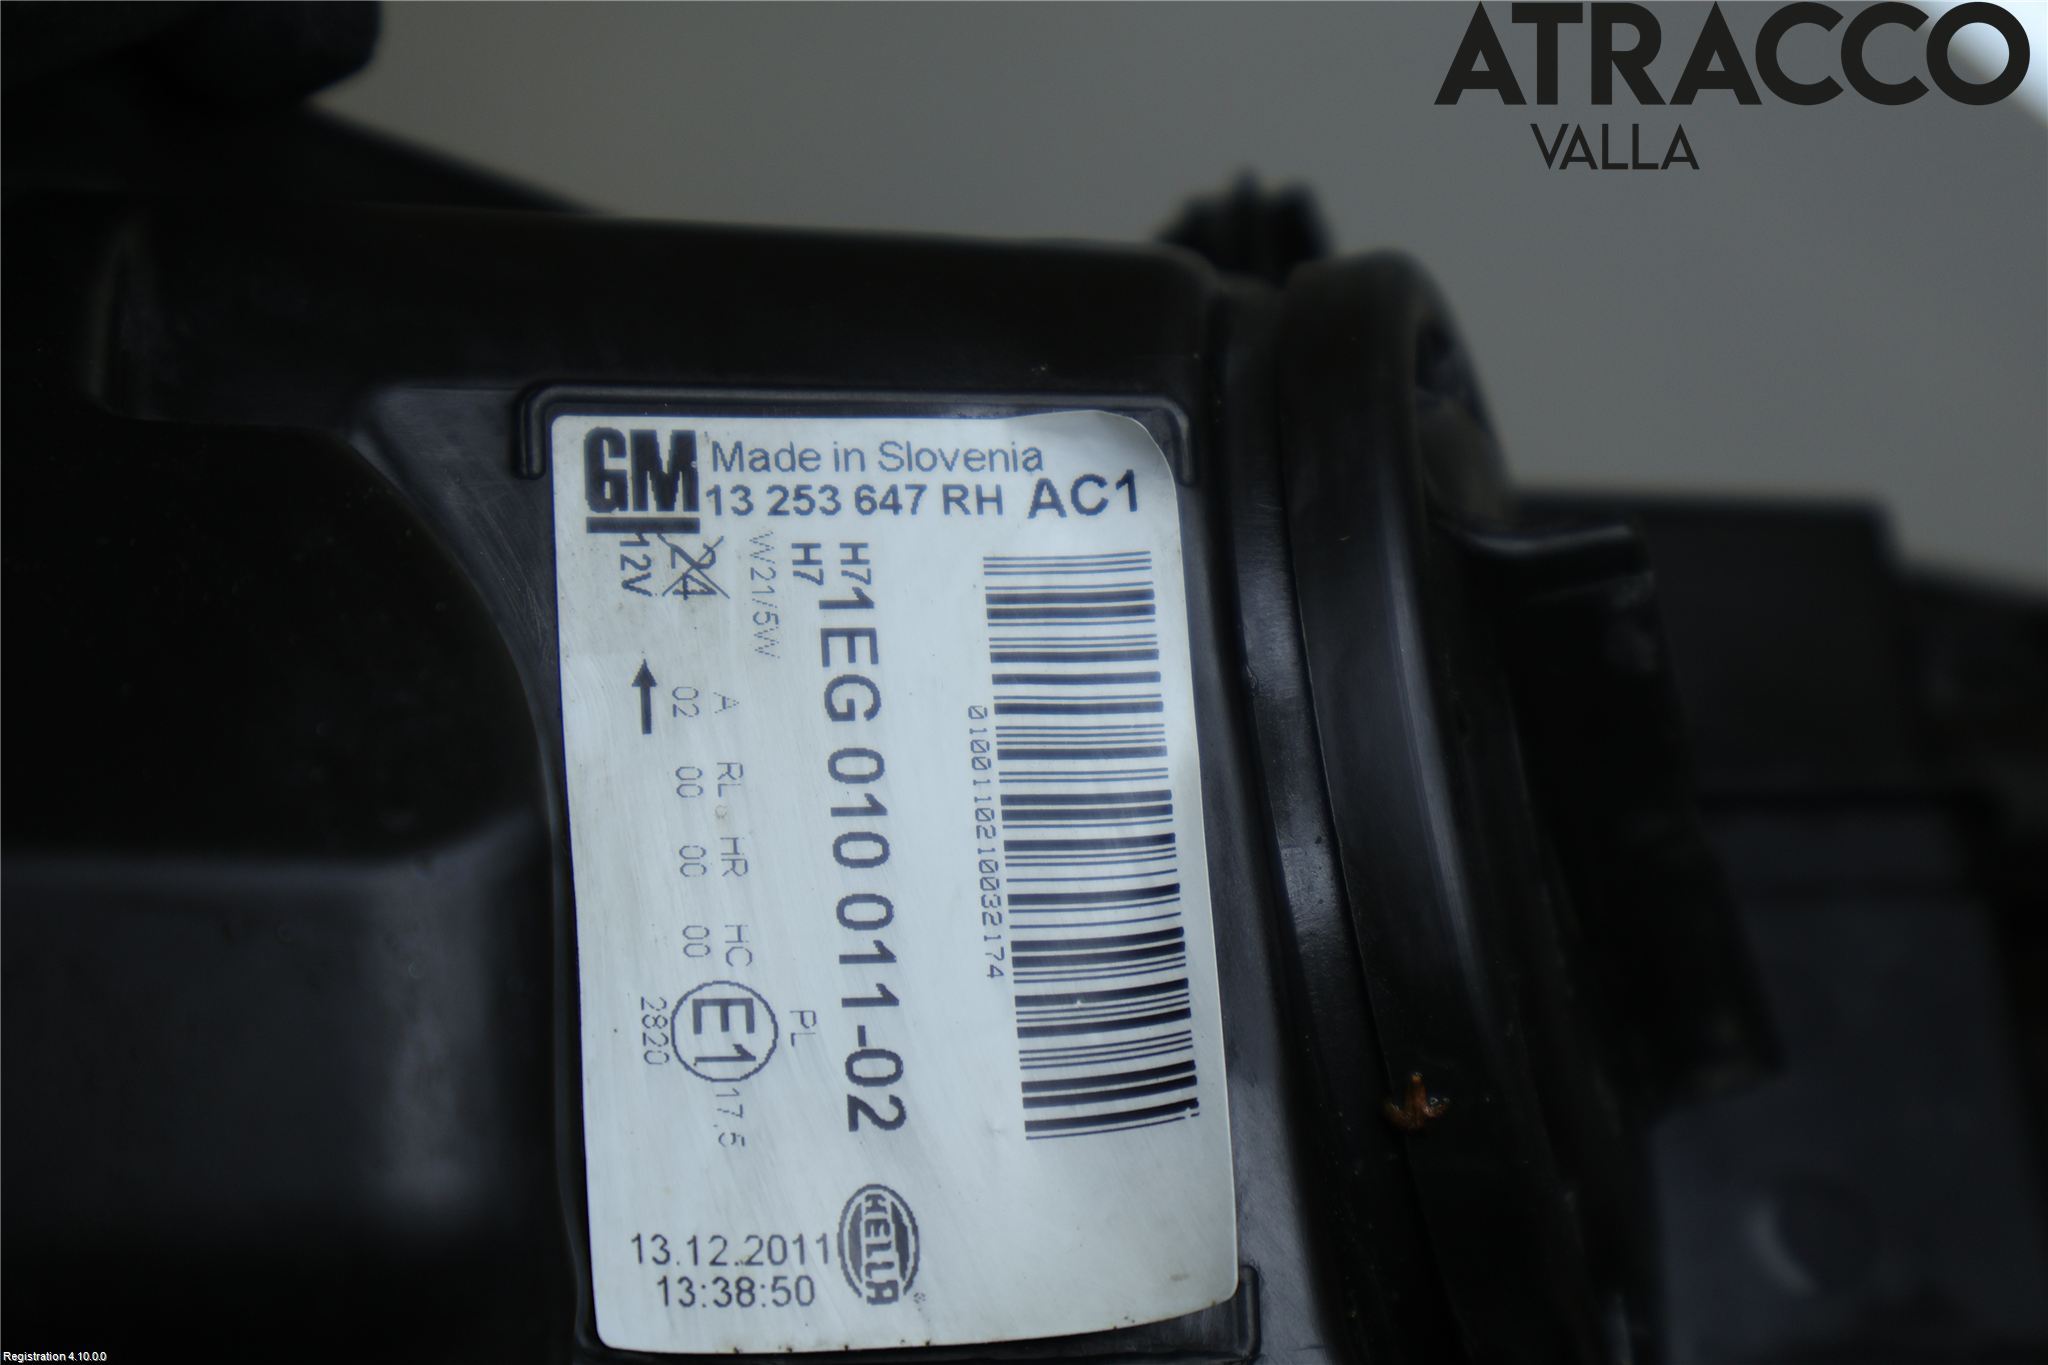 ATRACCO
VALLA
GM
Made in Slovenia
13 253 647 RH AC1
12V
24
W21/5W
H7
H7
1EG 010 011-02
A RL HR HC PL
02 00 00 00
E1
17.5
2820
0100110210032174
HELLA
13.12.2011
13:38:50
Registration 4.10.0.0